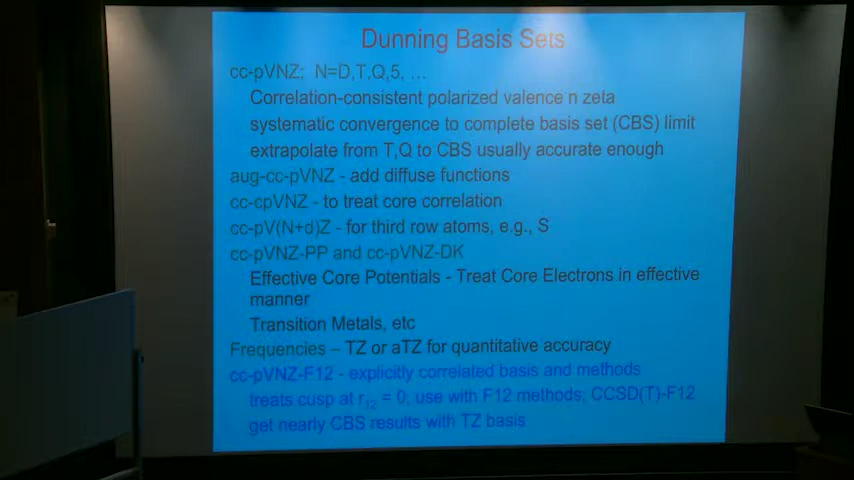 Dunning Basis Sets
cc-pVNZ; N=D,T,Q,5, ...
Correlation-consistent polarized valence n zeta
systematic convergence to complete basis set (CBS) limit
extrapolate from T,Q to CBS usually accurate enough
aug-cc-pVNZ - add diffuse functions
cc-cpVNZ - to treat core correlation
cc-pV(N+d)Z - for third row atoms, e.g., S
cc-pVNZ-PP and cc-pVNZ-DK
Effective Core Potentials - Treat Core Electrons in effective
manner
Transition Metals, etc
Frequencies – TZ or aTZ for quantitative accuracy
cc-pVNZ-F12 - explicitly correlated basis and methods
treats cusp at r12 = 0; use with F12 methods; CCSD(T)-F12
get nearly CBS results with TZ basis